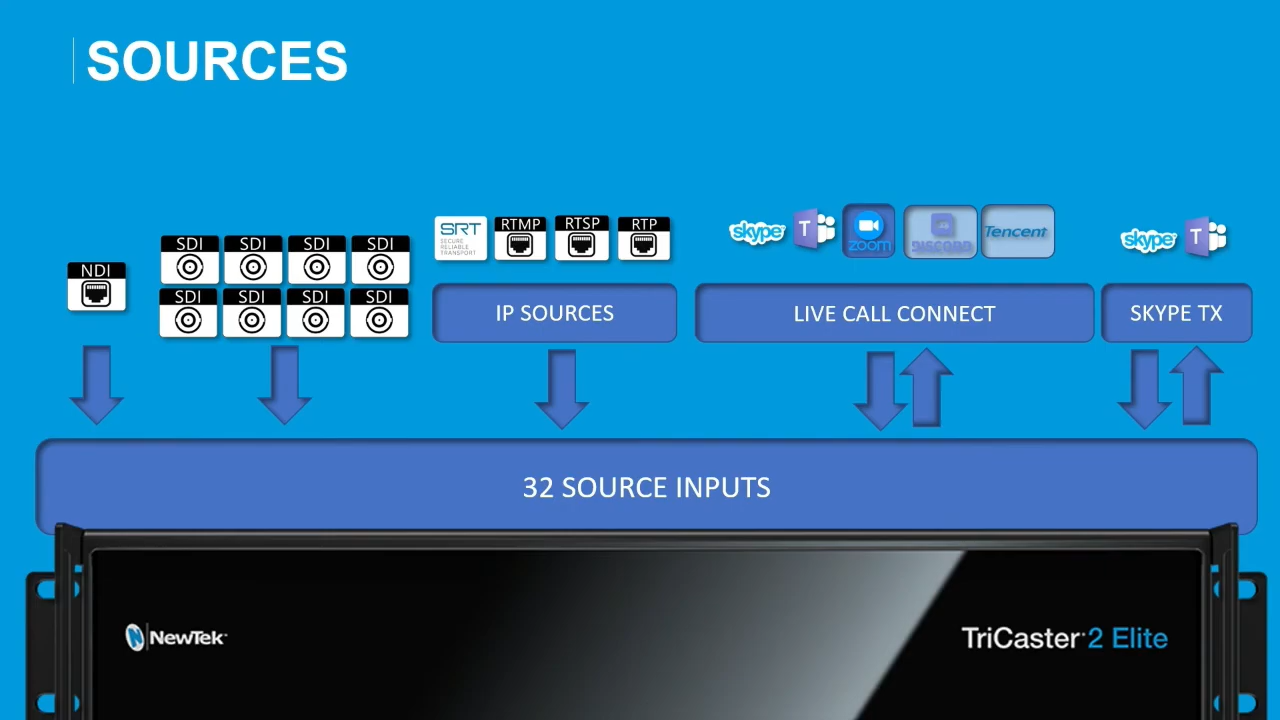 SOURCES
NDI
SDI SDI SDI SDI
SDI SDI SDI SDI
SRT
SECURE
RELIABLE
TRANSPORT
RTMP RTSP RTP
IP SOURCES
skype T zoom DISCORD Tencent
LIVE CALL CONNECT
skype T
SKYPE TX
32 SOURCE INPUTS
NewTek
TriCaster 2 Elite